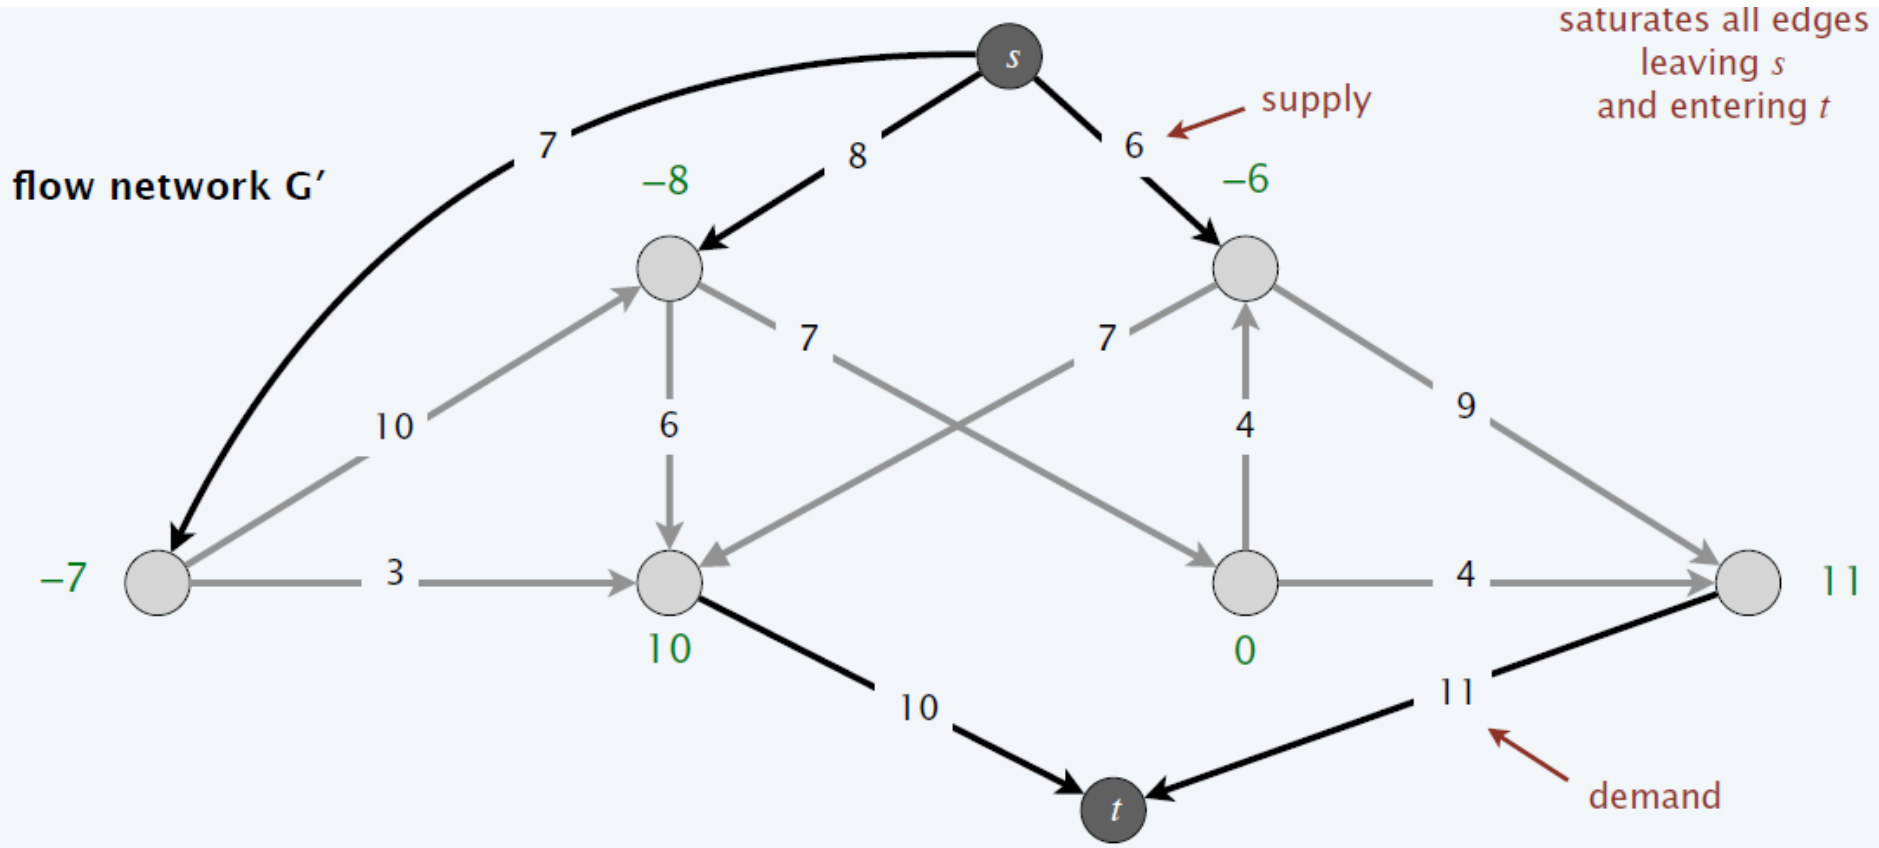 saturates all edges
leaving s
and entering t
s
supply
7
8
6
flow network G′
−8
−6
7
7
10
6
4
9
−7
3
4
11
10
0
10
11
demand
t